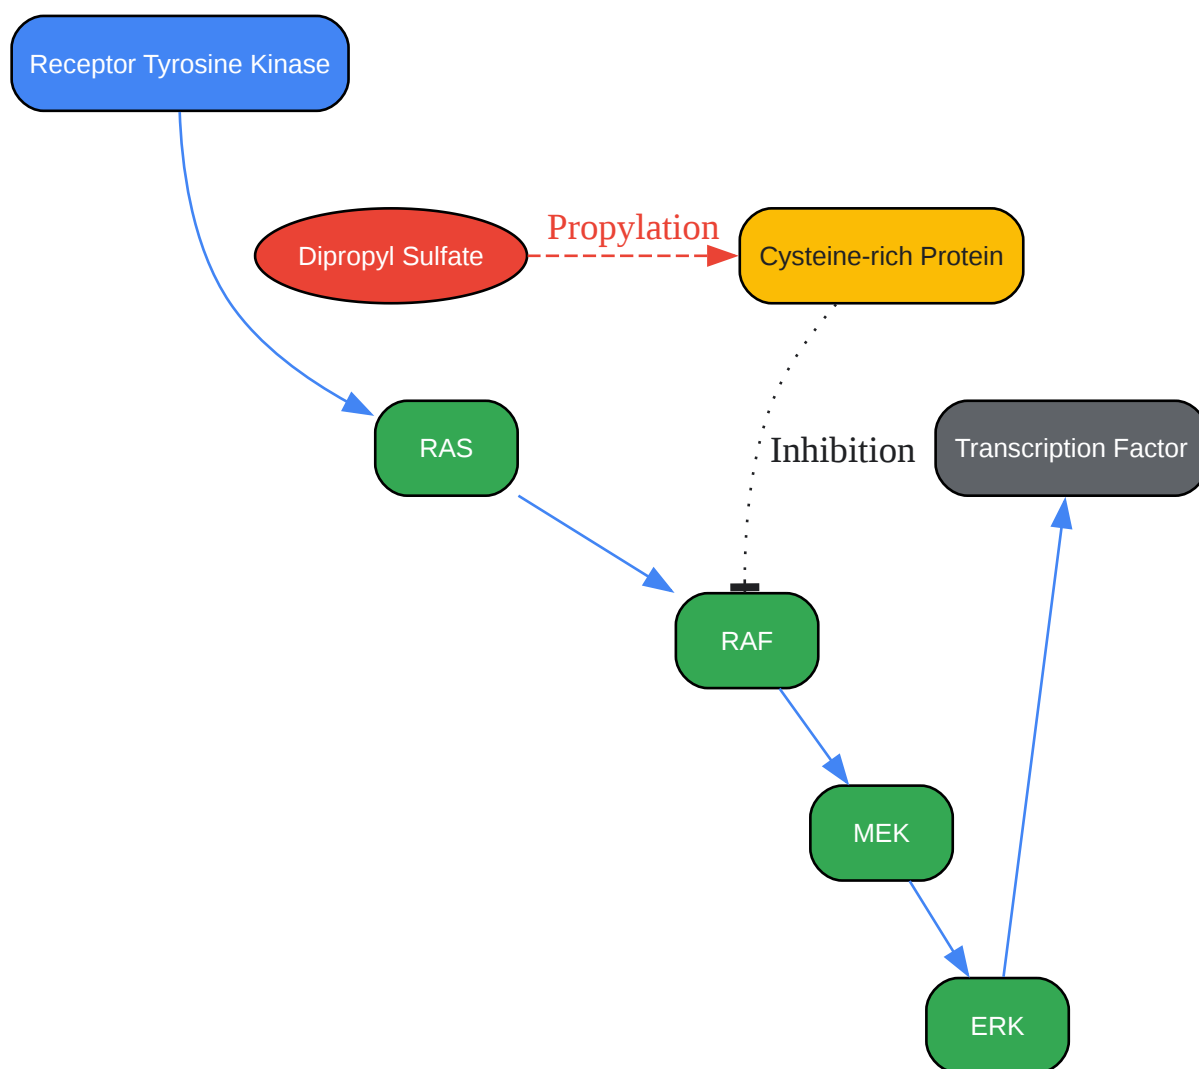 Receptor Tyrosine Kinase
Propylation
Dipropyl Sulfate
Cysteine-rich Protein
RAS
Inhibition
Transcription Factor
RAF
MEK
ERK